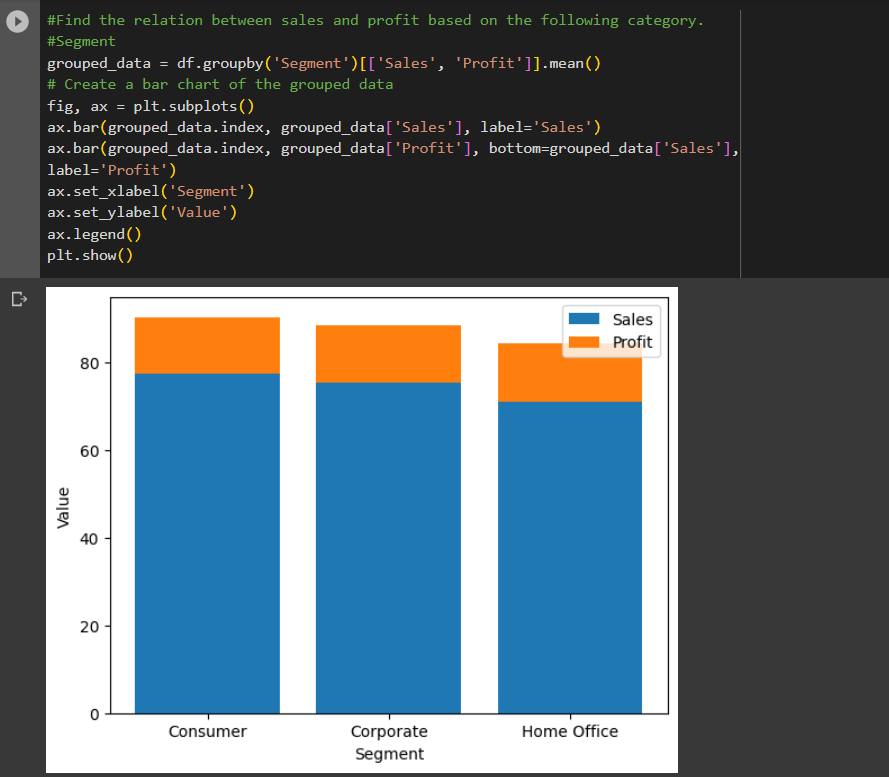 #Find the relation between sales and profit based on the following category.
#Segment
grouped_data = df.groupby('Segment')[['Sales', 'Profit']].mean()
# Create a bar chart of the grouped data
fig, ax = plt.subplots()
ax.bar(grouped_data.index, grouped_data['Sales'], label='Sales')
ax.bar(grouped_data.index, grouped_data['Profit'], bottom=grouped_data['Sales'],
label='Profit')
ax.set_xlabel('Segment')
ax.set_ylabel('Value')
ax.legend()
plt.show()
Sales
Profit
80
60
40
20
0
Value
Consumer
Corporate
Home Office
Segment